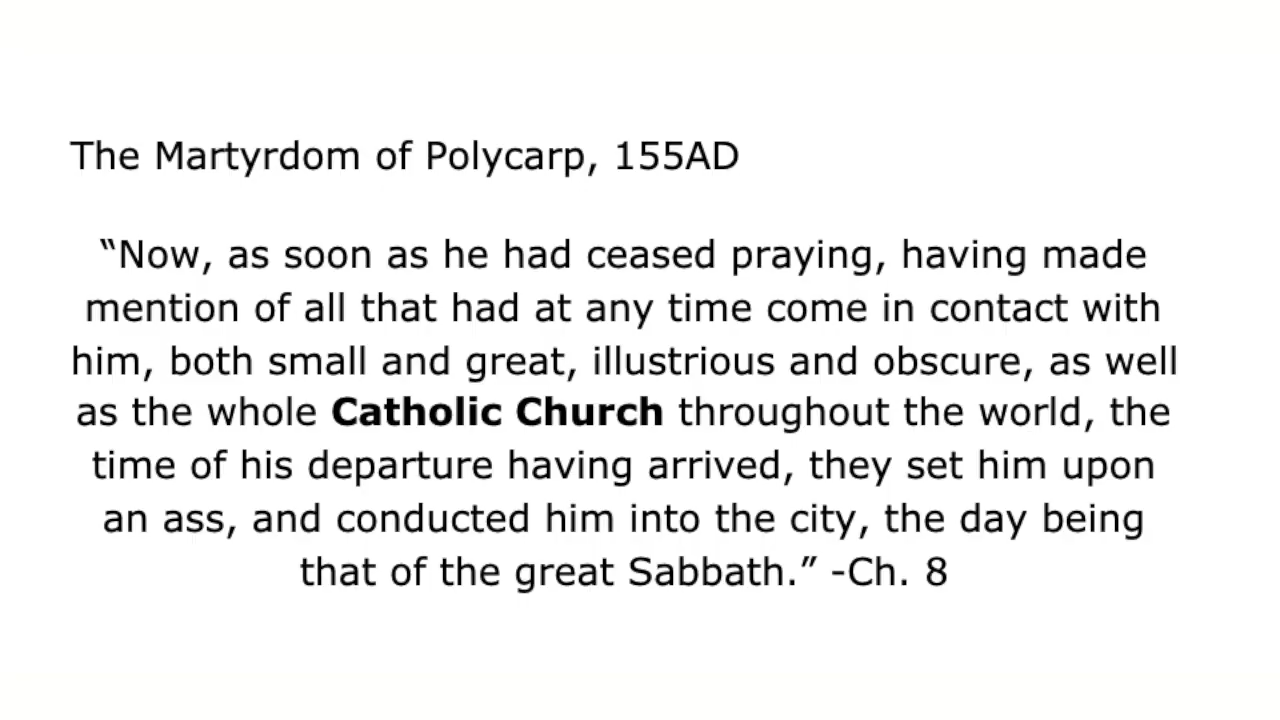 The Martyrdom of Polycarp, 155AD
“Now, as soon as he had ceased praying, having made
mention of all that had at any time come in contact with
him, both small and great, illustrious and obscure, as well
as the whole Catholic Church throughout the world, the
time of his departure having arrived, they set him upon
an ass, and conducted him into the city, the day being
that of the great Sabbath.” -Ch. 8